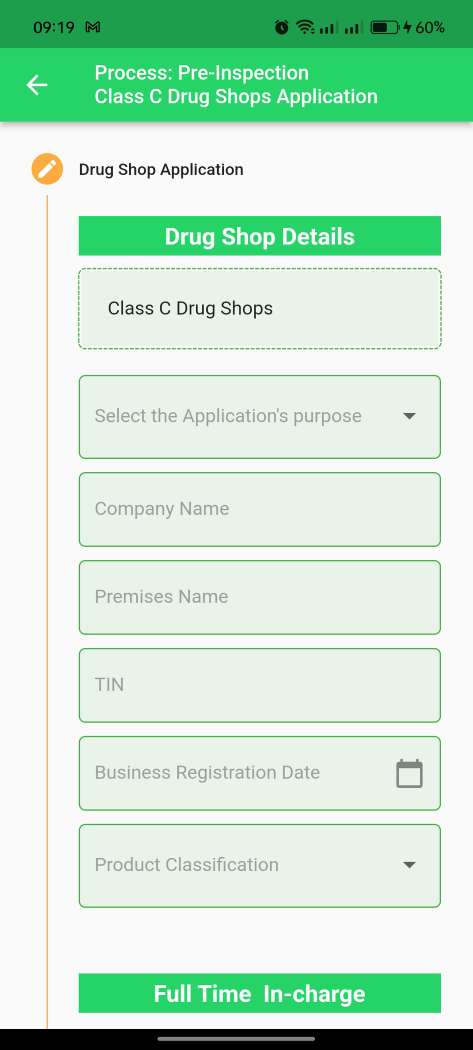 09:19
60%
Process: Pre-Inspection
Class C Drug Shops Application
Drug Shop Application
Drug Shop Details
Class C Drug Shops
Select the Application's purpose
Company Name
Premises Name
TIN
Business Registration Date
Product Classification
Full Time  In-charge